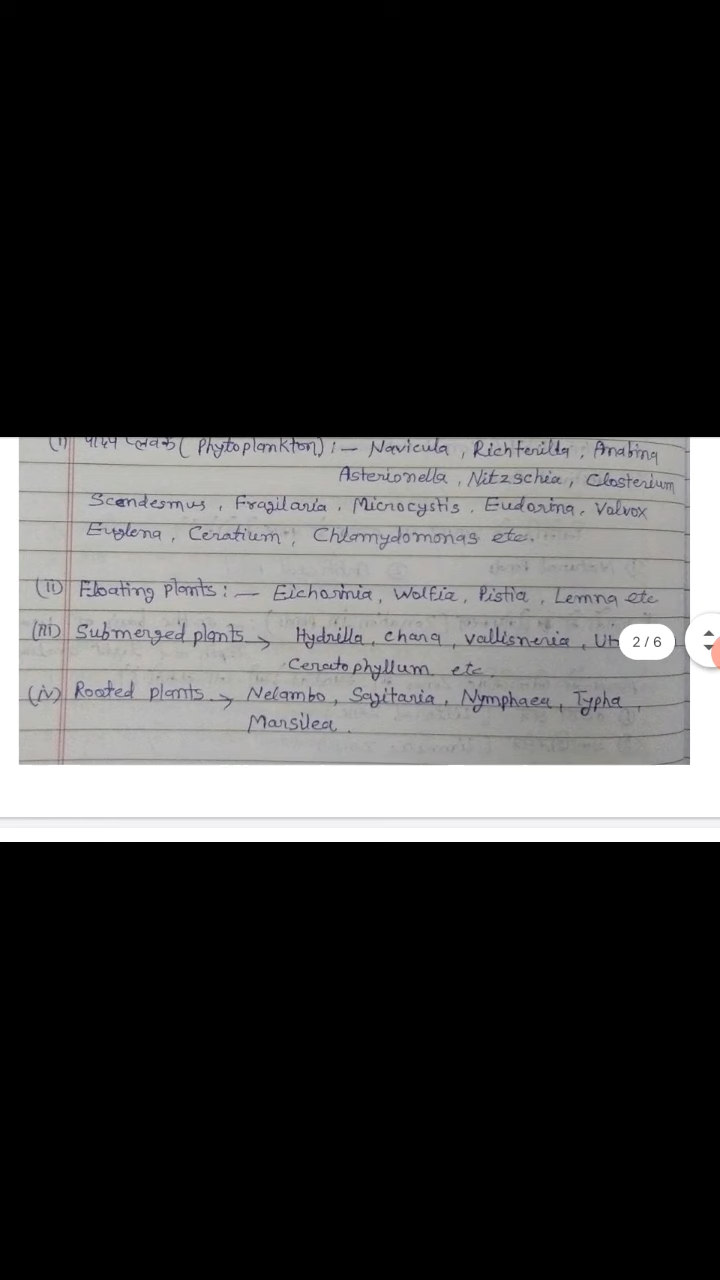 (i) पादप प्लवक ( Phytoplankton) :— Navicula, Richterilla, Anabina
Asterionella, Nitzschia, Closterium
Scendesmus, Fragilaria, Microcystis, Eudorina, Valvox
Euglena, Ceratium, Chlamydomonas etc.
(ii) Floating plants :— Eichornia, Wolfia, Pistia, Lemna etc
(iii) Submerged plants → Hydrilla, chara, vallisneria,
2 / 6
Ceratophyllum etc.
(iv) Rooted plants → Nelambo, Sagitaria, Nymphaea, Typha,
Marsilea.